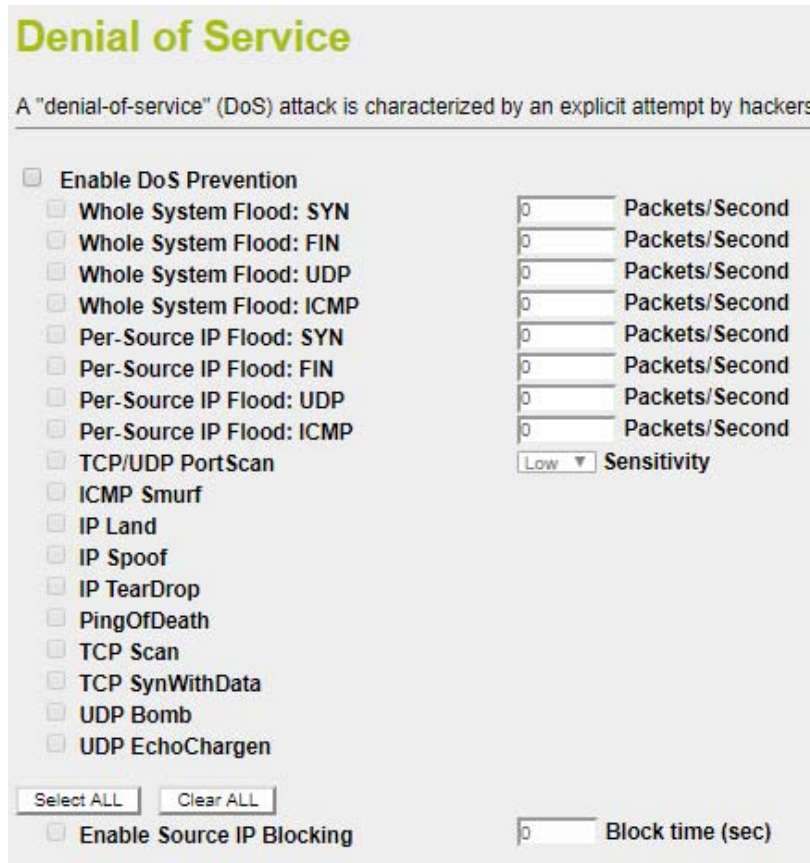 Denial of Service
A "denial-of-service" (DoS) attack is characterized by an explicit attempt by hackers
Enable DoS Prevention
Whole System Flood: SYN 0 Packets/Second
Whole System Flood: FIN 0 Packets/Second
Whole System Flood: UDP 0 Packets/Second
Whole System Flood: ICMP 0 Packets/Second
Per-Source IP Flood: SYN 0 Packets/Second
Per-Source IP Flood: FIN 0 Packets/Second
Per-Source IP Flood: UDP 0 Packets/Second
Per-Source IP Flood: ICMP 0 Packets/Second
TCP/UDP PortScan Low Sensitivity
ICMP Smurf
IP Land
IP Spoof
IP TearDrop
PingOfDeath
TCP Scan
TCP SynWithData
UDP Bomb
UDP EchoChargen
Select ALL Clear ALL
Enable Source IP Blocking 0 Block time (sec)